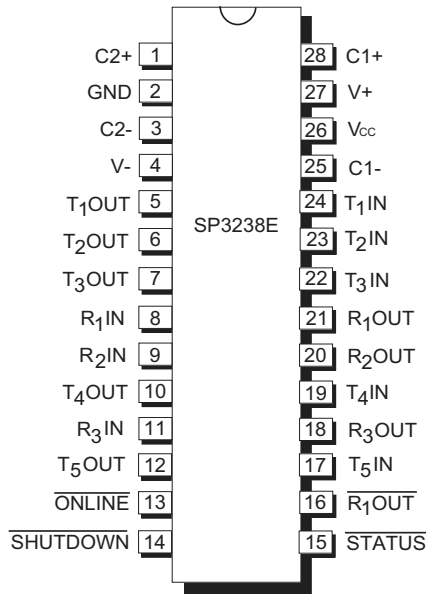 C2+ 1 28 C1+
GND 2 27 V+
C2- 3 26 Vcc
V- 4 25 C1-
T1OUT 5 24 T1IN
SP3238E
T2OUT 6 23 T2IN
T3OUT 7 22 T3IN
R1IN 8 21 R1OUT
R2IN 9 20 R2OUT
T4OUT 10 19 T4IN
R3IN 11 18 R3OUT
T5OUT 12 17 T5IN
ONLINE 13 16 R1OUT
SHUTDOWN 14 15 STATUS